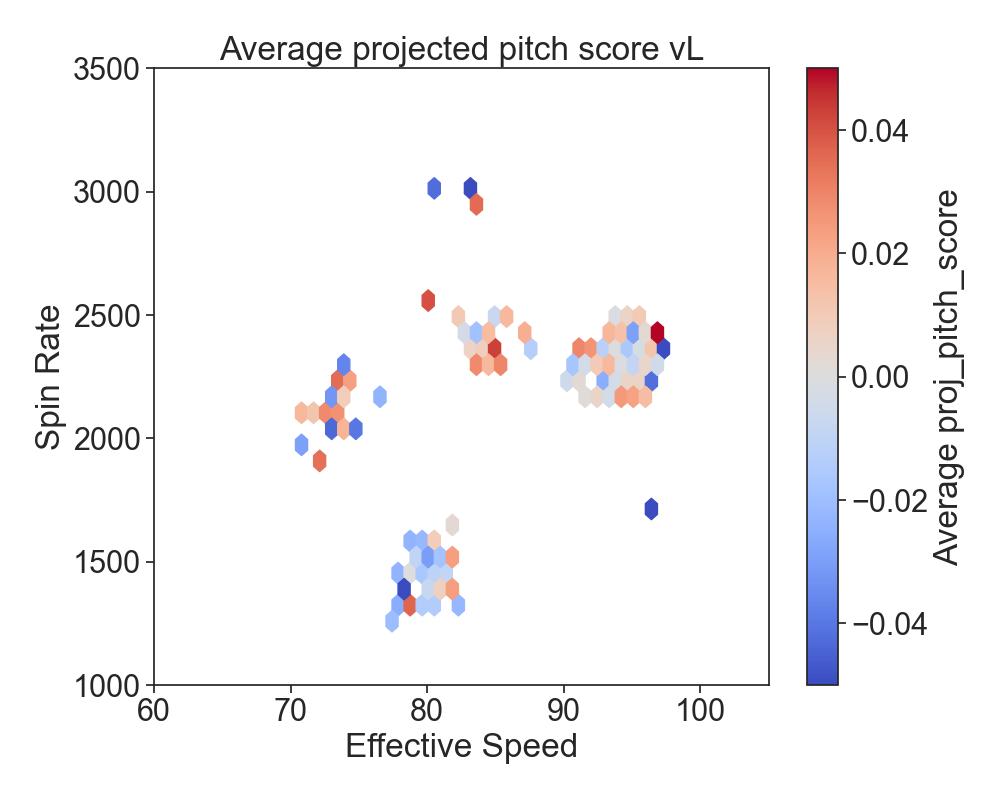 Average projected pitch score vL
3500
3000
2500
2000
1500
1000
Spin Rate
60 70 80 90 100
Effective Speed
0.04
0.02
0.00
−0.02
−0.04
Average proj_pitch_score